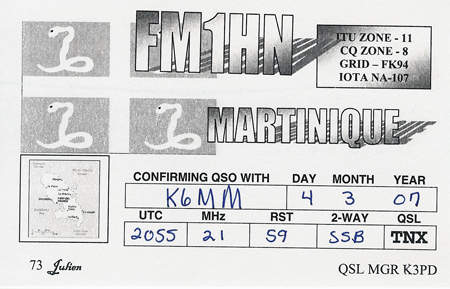 FM1HN
ITU ZONE - 11
CQ ZONE - 8
GRID – FK94
IOTA NA-107
MARTINIQUE
CONFIRMING QSO WITH DAY MONTH YEAR
K6MM 4 3 07
UTC MHz RST 2-WAY QSL
2055 21 59 SSB TNX
73 Julien
QSL MGR K3PD